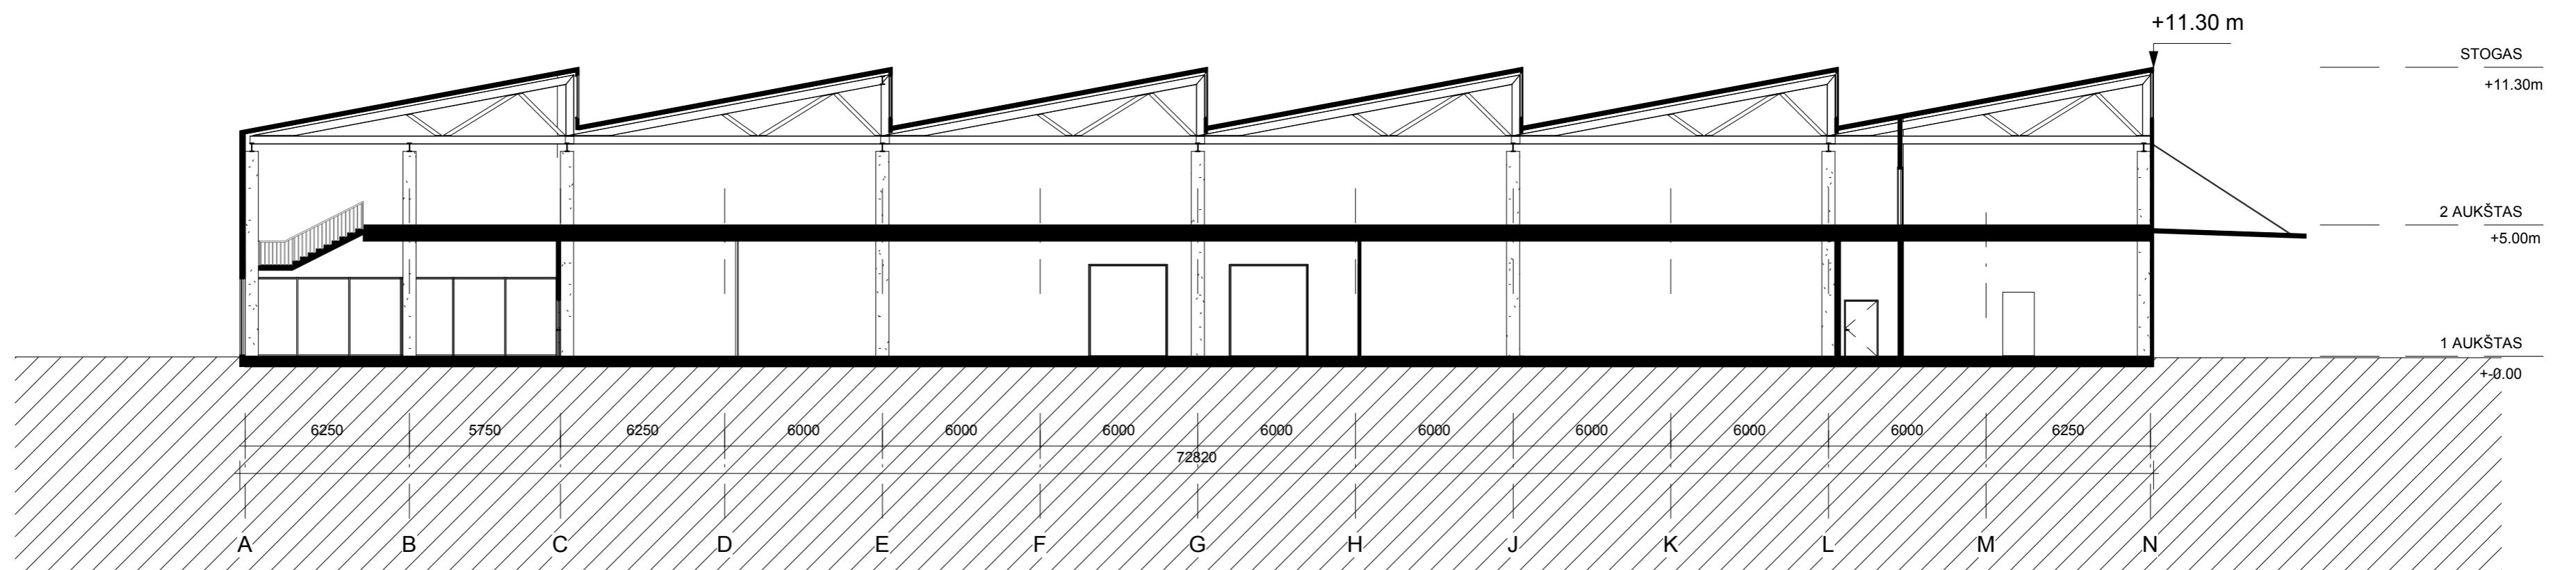 +11.30 m
STOGAS
+11.30m
2 AUKŠTAS
+5.00m
1 AUKŠTAS
+-0.00
6250 5750 6250 6000 6000 6000 6000 6000 6000 6000 6000 6250
72820
A B C D E F G H J K L M N